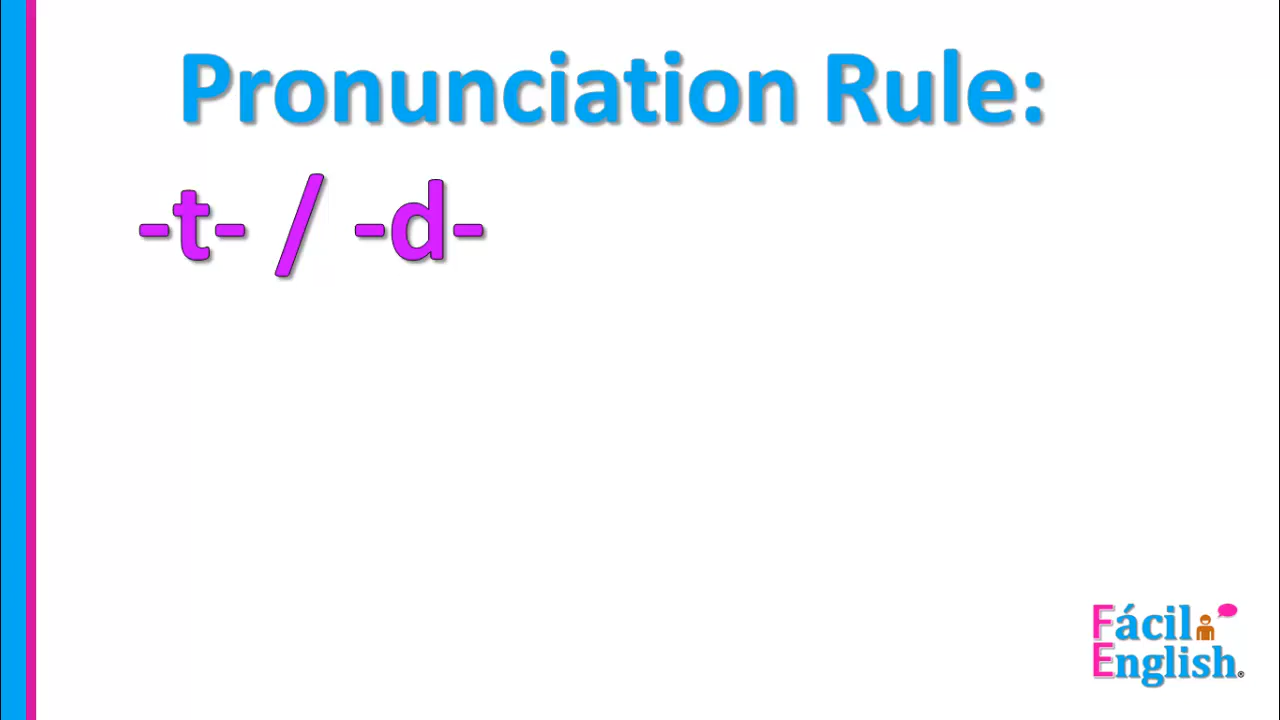 Pronunciation Rule:
-t- / -d-
Fácil
English®